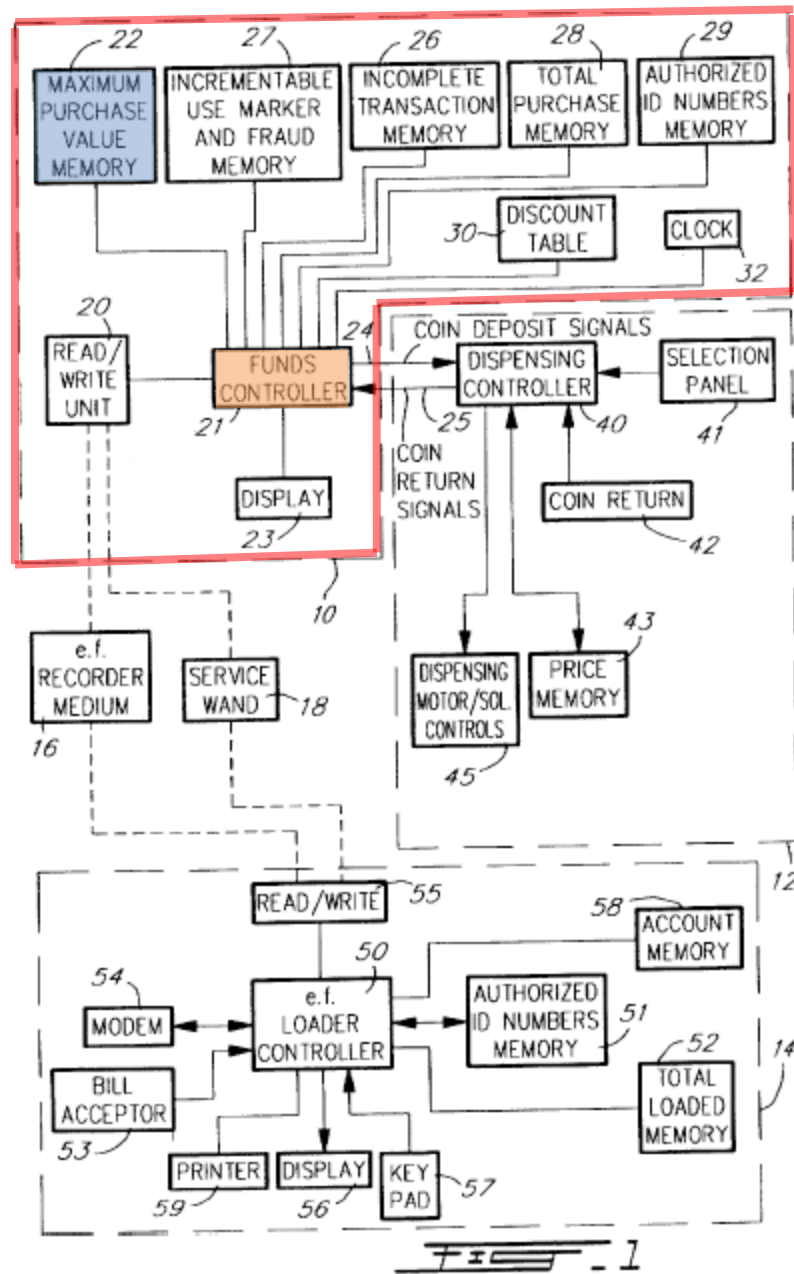 22
27
26
28
29
MAXIMUM
PURCHASE
VALUE
MEMORY
INCREMENTABLE
USE MARKER
AND FRAUD
MEMORY
INCOMPLETE
TRANSACTION
MEMORY
TOTAL
PURCHASE
MEMORY
AUTHORIZED
ID NUMBERS
MEMORY
30
DISCOUNT
TABLE
CLOCK
32
20
READ/
WRITE
UNIT
FUNDS
CONTROLLER
21
24
COIN DEPOSIT SIGNALS
DISPENSING
CONTROLLER
40
SELECTION
PANEL
41
25
COIN
RETURN
SIGNALS
DISPLAY
23
COIN RETURN
42
10
e.f.
RECORDER
MEDIUM
16
SERVICE
WAND
18
DISPENSING
MOTOR/SOL.
CONTROLS
45
43
PRICE
MEMORY
12
READ/WRITE
55
58
ACCOUNT
MEMORY
54
MODEM
50
e.f.
LOADER
CONTROLLER
AUTHORIZED
ID NUMBERS
MEMORY
51
BILL
ACCEPTOR
53
52
TOTAL
LOADED
MEMORY
14
PRINTER
59
DISPLAY
56
KEY
PAD
57
FIG_1